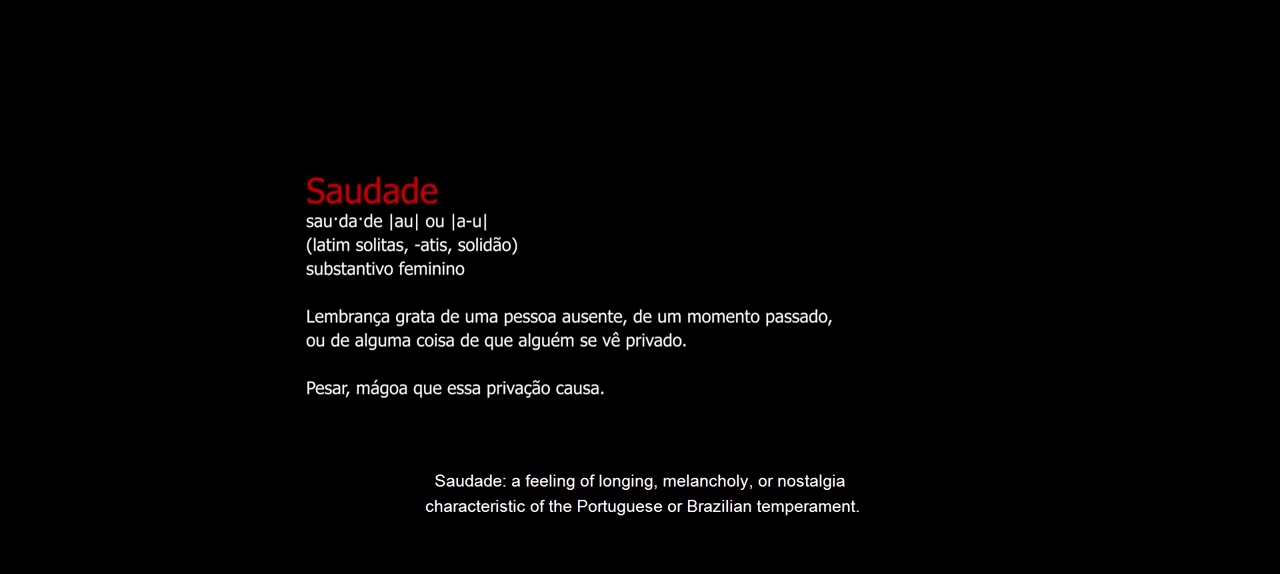 Saudade
sau·da·de |au| ou |a-u|
(latim solitas, -atis, solidão)
substantivo feminino
Lembrança grata de uma pessoa ausente, de um momento passado,
ou de alguma coisa de que alguém se vê privado.
Pesar, mágoa que essa privação causa.
Saudade: a feeling of longing, melancholy, or nostalgia
characteristic of the Portuguese or Brazilian temperament.